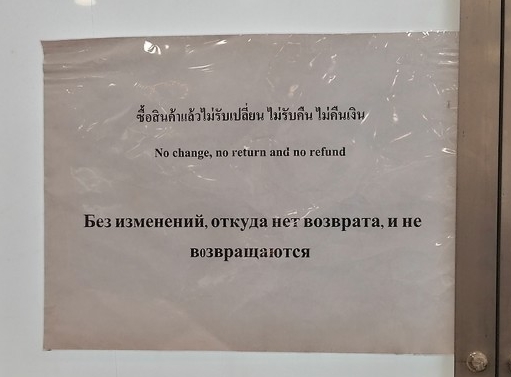 ซื้อสินค้าแล้วไม่รับเปลี่ยน ไม่รับคืน ไม่คืนเงิน
No change, no return and no refund
Без изменений, откуда нет возврата, и не
возвращаются